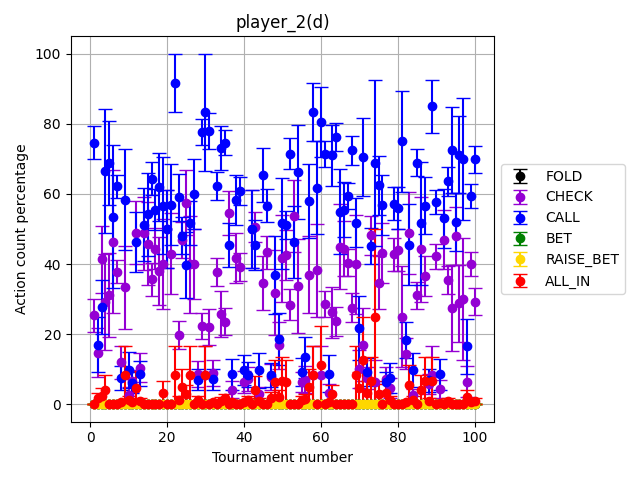 player_2(d)
100
80
60
40
20
0
Action count percentage
0
20
40
60
80
100
Tournament number
FOLD
CHECK
CALL
BET
RAISE_BET
ALL_IN